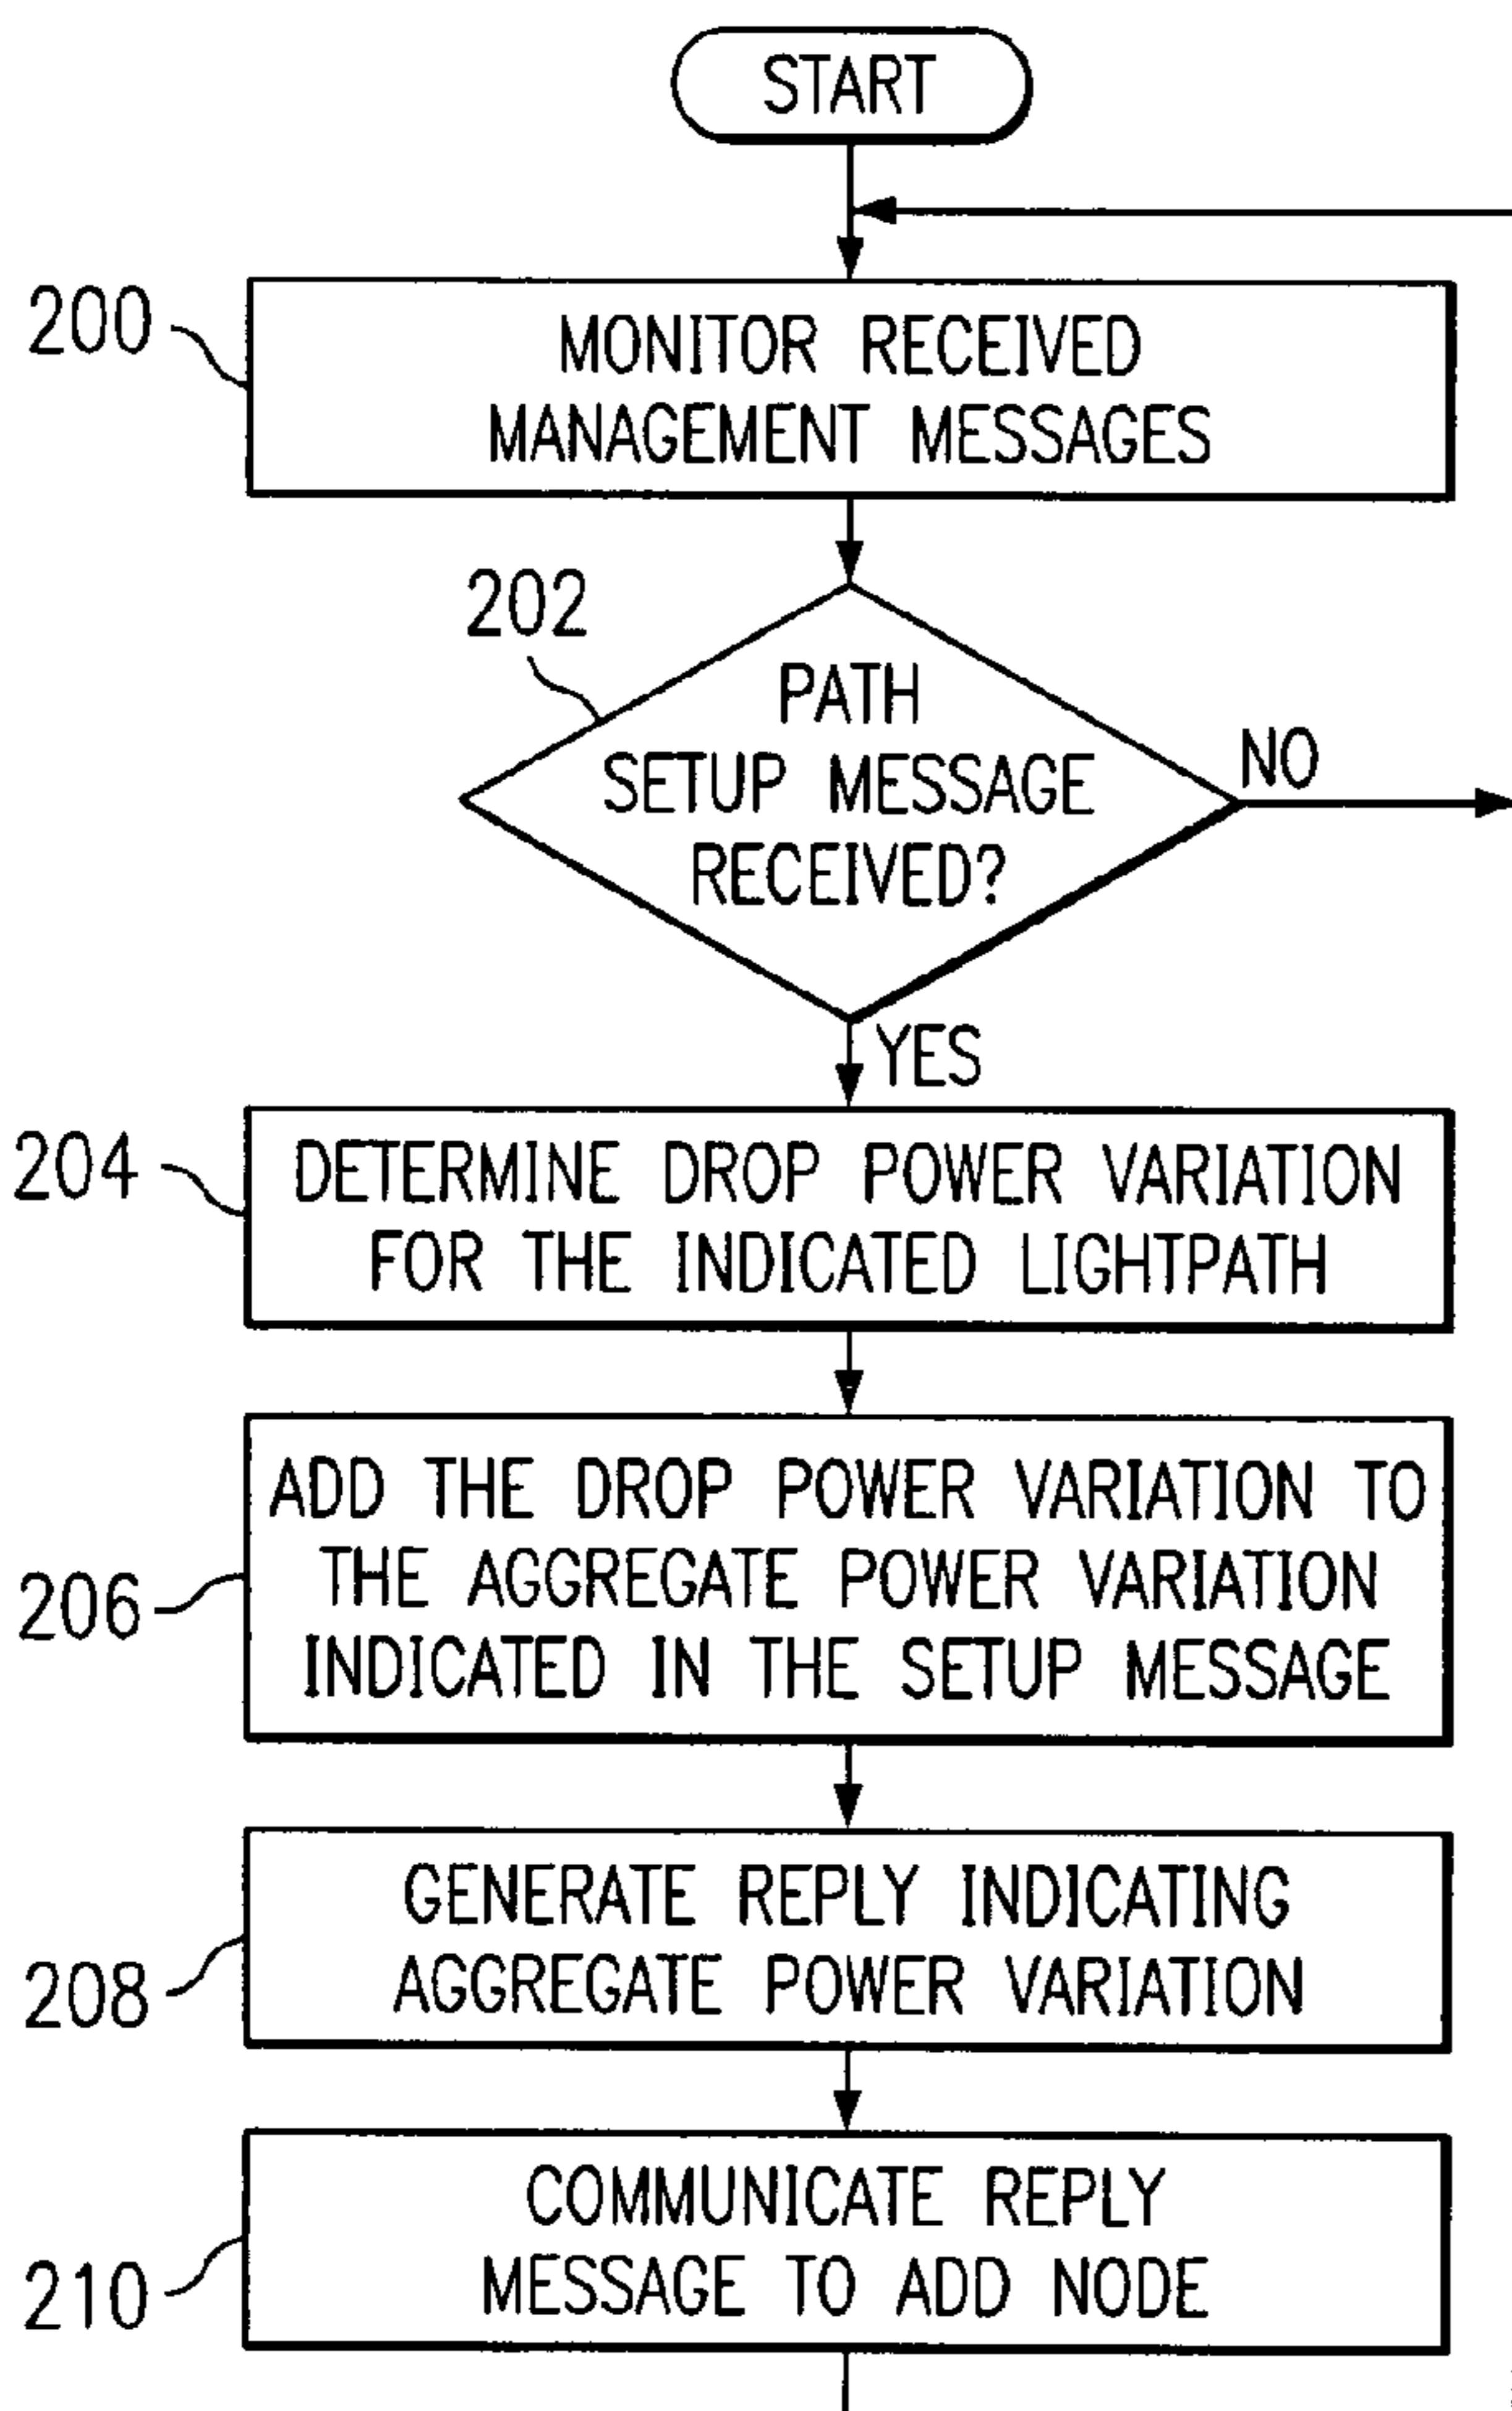 START
200
MONITOR RECEIVED
MANAGEMENT MESSAGES
202
PATH
SETUP MESSAGE
RECEIVED?
NO
YES
204
DETERMINE DROP POWER VARIATION
FOR THE INDICATED LIGHTPATH
206
ADD THE DROP POWER VARIATION TO
THE AGGREGATE POWER VARIATION
INDICATED IN THE SETUP MESSAGE
208
GENERATE REPLY INDICATING
AGGREGATE POWER VARIATION
210
COMMUNICATE REPLY
MESSAGE TO ADD NODE